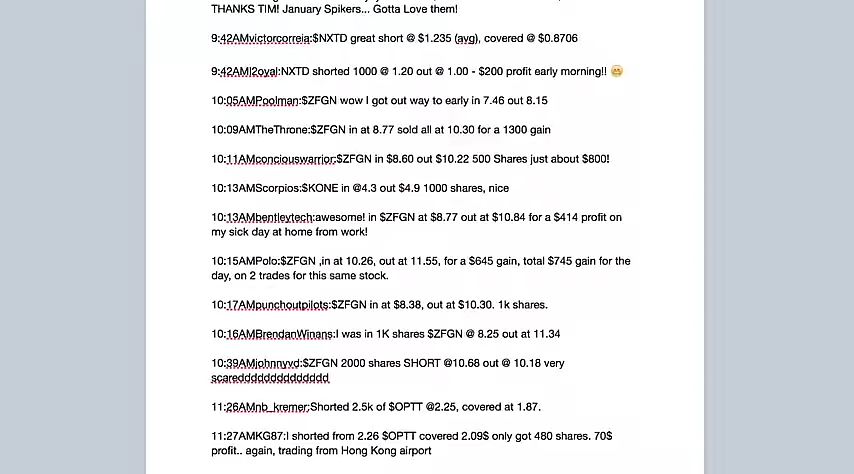 THANKS TIM! January Spikers... Gotta Love them!
9:42AMvictorcorreia:$NXTD great short @ $1.235 (avg), covered @ $0.8706
9:42AMl2oyal:NXTD shorted 1000 @ 1.20 out @ 1.00 - $200 profit early morning!! 😁
10:05AMPoolman:$ZFGN wow I got out way to early in 7.46 out 8.15
10:09AMTheThrone:$ZFGN in at 8.77 sold all at 10.30 for a 1300 gain
10:11AMconciouswarrior:$ZFGN in $8.60 out $10.22 500 Shares just about $800!
10:13AMScorpios:$KONE in @4.3 out $4.9 1000 shares, nice
10:13AMbentleytech:awesome! in $ZFGN at $8.77 out at $10.84 for a $414 profit on
my sick day at home from work!
10:15AMPolo:$ZFGN ,in at 10.26, out at 11.55, for a $645 gain, total $745 gain for the
day, on 2 trades for this same stock.
10:17AMpunchoutpilots:$ZFGN in at $8.38, out at $10.30. 1k shares.
10:16AMBrendanWinans:I was in 1K shares $ZFGN @ 8.25 out at 11.34
10:39AMjohnnyvd:$ZFGN 2000 shares SHORT @10.68 out @ 10.18 very
scaredddddddddddddd
11:26AMnb_kremer:Shorted 2.5k of $OPTT @2.25, covered at 1.87.
11:27AMKG87:I shorted from 2.26 $OPTT covered 2.09$ only got 480 shares. 70$
profit.. again, trading from Hong Kong airport